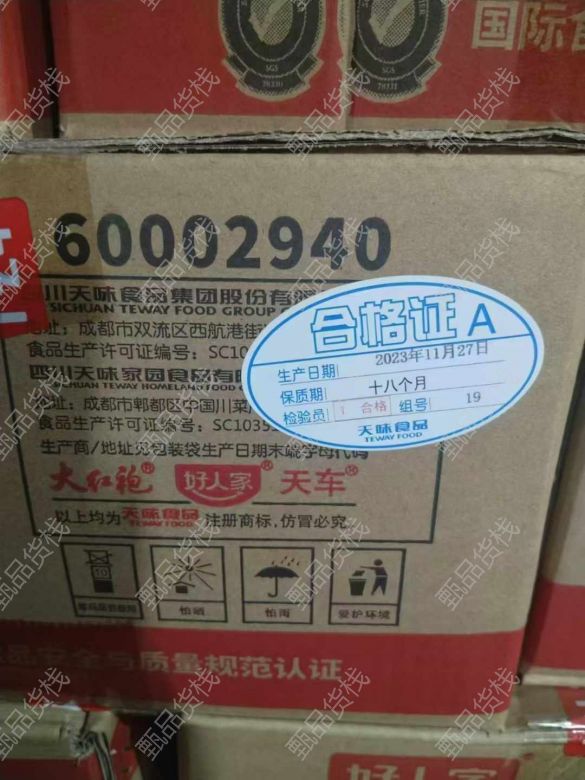 国际食
SGS
SGS
60002940
四川天味食品集团股份有限
SICHUAN TEWAY FOOD GROUP
地址：成都市双流区西航港街
食品生产许可证编号：SC10
四川天味家园食品有限
SICHUAN TEWAY HOMELAND FOOD
地址：成都市郫都区中国川菜
食品生产许可证编号：SC1035
生产商/地址见包装袋生产日期末端字母代码
合格证 A
生产日期 2023年11月27日
保质期 十八个月
检验员 合格 组号 19
天味食品
TEWAY FOOD
大红袍® 好人家® 天车®
以上均为 天味食品 TEWAY FOOD 注册商标，仿冒必究
怕晒 怕雨 爱护环境
品安全与质量规范认证
好人家
甄品货栈